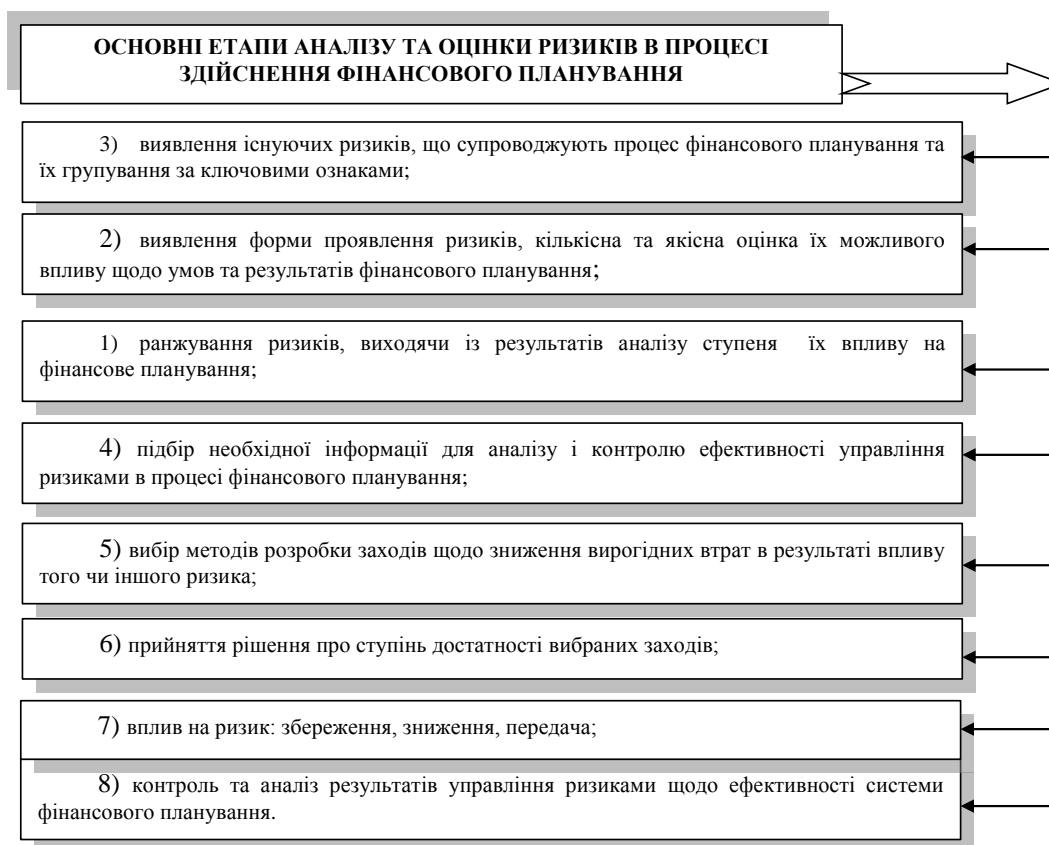 ОСНОВНІ ЕТАПИ АНАЛІЗУ ТА ОЦІНКИ РИЗИКІВ В ПРОЦЕСІ
ЗДІЙСНЕННЯ ФІНАНСОВОГО ПЛАНУВАННЯ
3) виявлення існуючих ризиків, що супроводжують процес фінансового планування та
їх групування за ключовими ознаками;
2) виявлення форми проявлення ризиків, кількісна та якісна оцінка їх можливого
впливу щодо умов та результатів фінансового планування;
1) ранжування ризиків, виходячи із результатів аналізу ступеня їх впливу на
фінансове планування;
4) підбір необхідної інформації для аналізу і контролю ефективності управління
ризиками в процесі фінансового планування;
5) вибір методів розробки заходів щодо зниження вирогідних втрат в результаті впливу
того чи іншого ризика;
6) прийняття рішення про ступінь достатності вибраних заходів;
7) вплив на ризик: збереження, зниження, передача;
8) контроль та аналіз результатів управління ризиками щодо ефективності системи
фінансового планування.